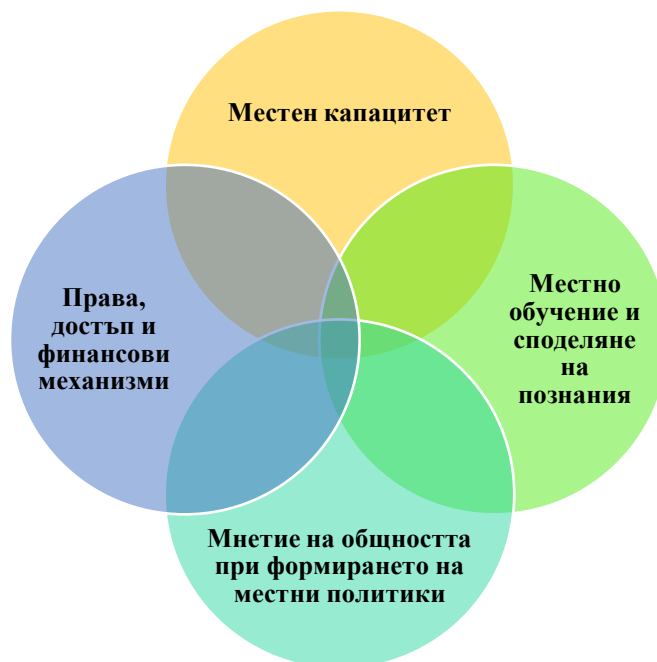 Местен капацитет
Права,
достъп и
финансови
механизми
Местно
обучение и
споделяне
на
познания
Мнетие на общността
при формирането на
местни политики